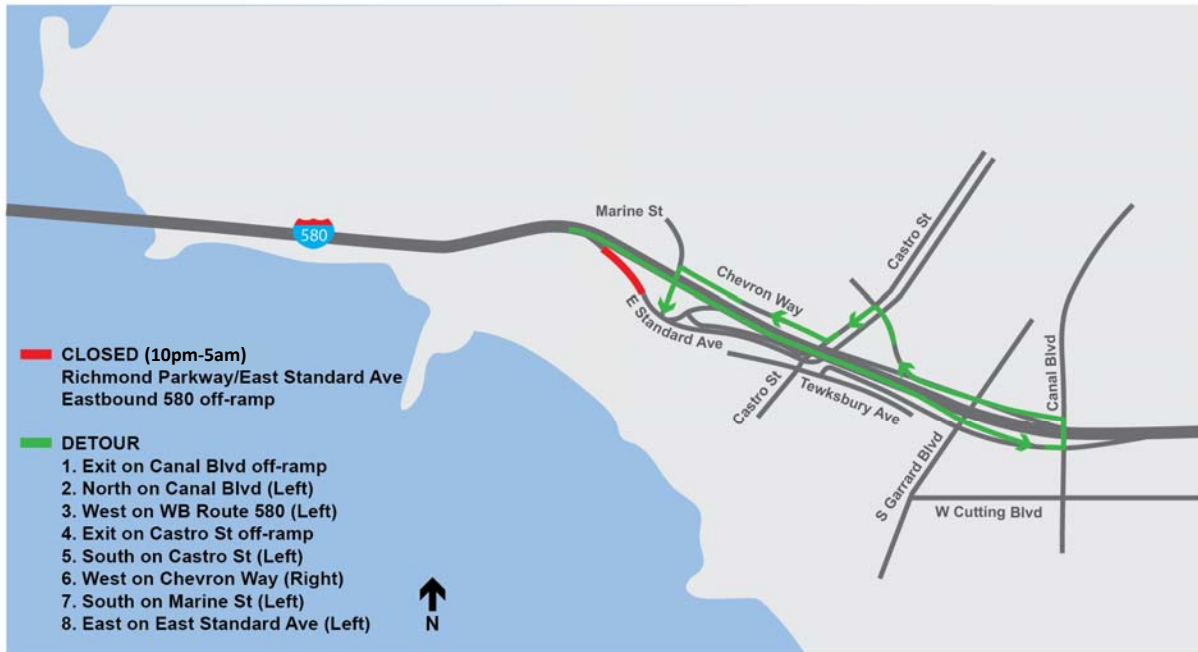 580
Marine St
Castro St
Chevron Way
E Standard Ave
Castro St
Tewksbury Ave
Canal Blvd
S Garrard Blvd
W Cutting Blvd
CLOSED (10pm-5am)
Richmond Parkway/East Standard Ave
Eastbound 580 off-ramp
DETOUR
1. Exit on Canal Blvd off-ramp
2. North on Canal Blvd (Left)
3. West on WB Route 580 (Left)
4. Exit on Castro St off-ramp
5. South on Castro St (Left)
6. West on Chevron Way (Right)
7. South on Marine St (Left)
8. East on East Standard Ave (Left)
N